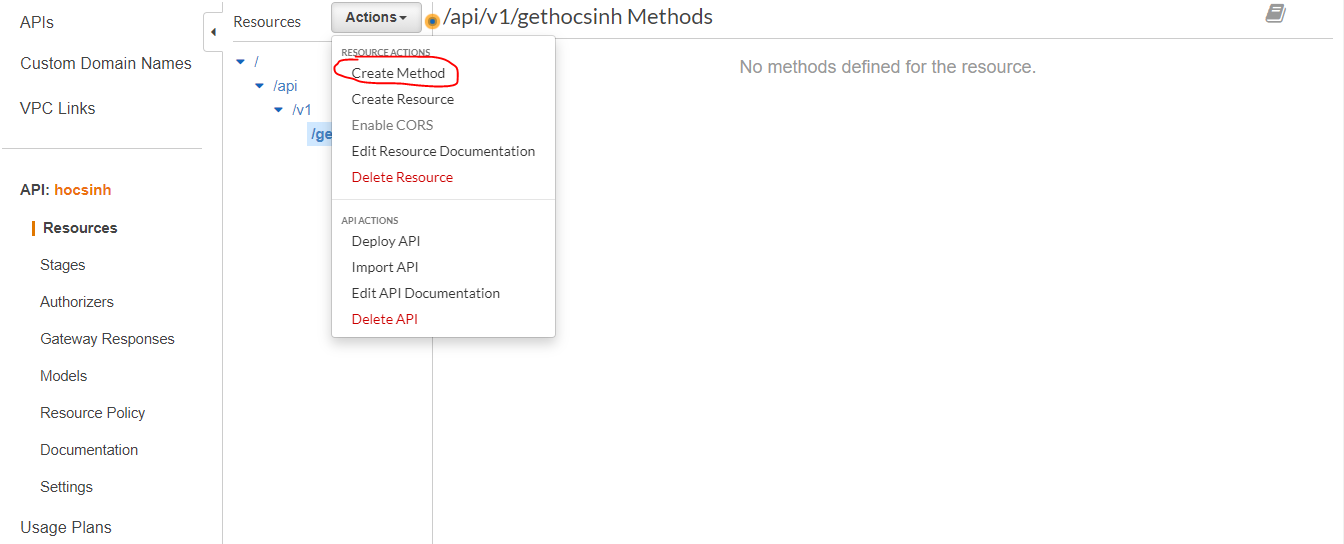 APIs
Custom Domain Names
VPC Links
API: hocsinh
Resources
Stages
Authorizers
Gateway Responses
Models
Resource Policy
Documentation
Settings
Usage Plans
Resources
Actions
/
/api
/v1
/ge
RESOURCE ACTIONS
Create Method
Create Resource
Enable CORS
Edit Resource Documentation
Delete Resource
API ACTIONS
Deploy API
Import API
Edit API Documentation
Delete API
/api/v1/gethocsinh Methods
No methods defined for the resource.